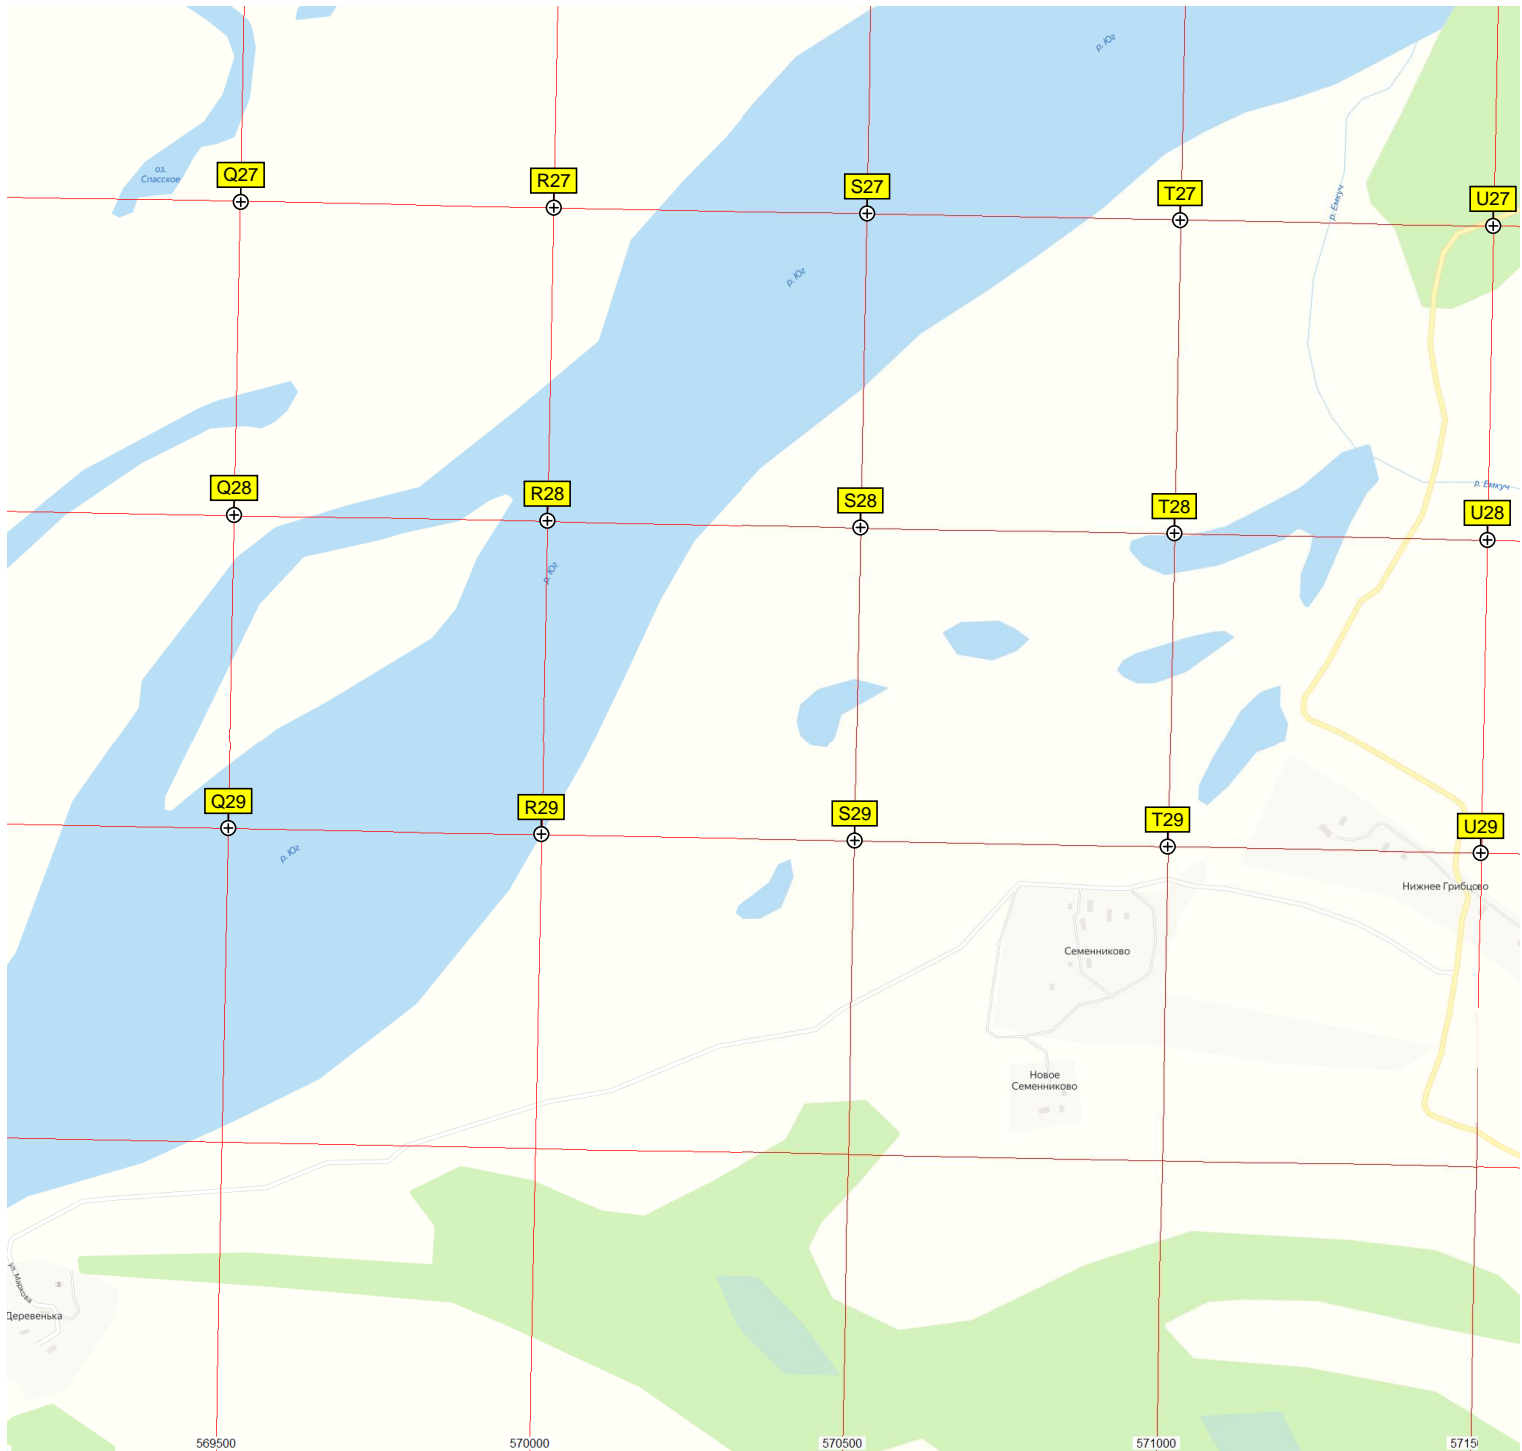 р. Юг
оз.
Спасское
Q27
R27
S27
T27
U27
р. Емкуч
р. Юг
Q28
R28
S28
T28
U28
р. Емкуч
р. Юг
Q29
R29
S29
T29
U29
р. Юг
Нижнее Грибцово
Семенниково
Новое
Семенниково
ул. Маркова
Деревенька
569500
570000
570500
571000
5715